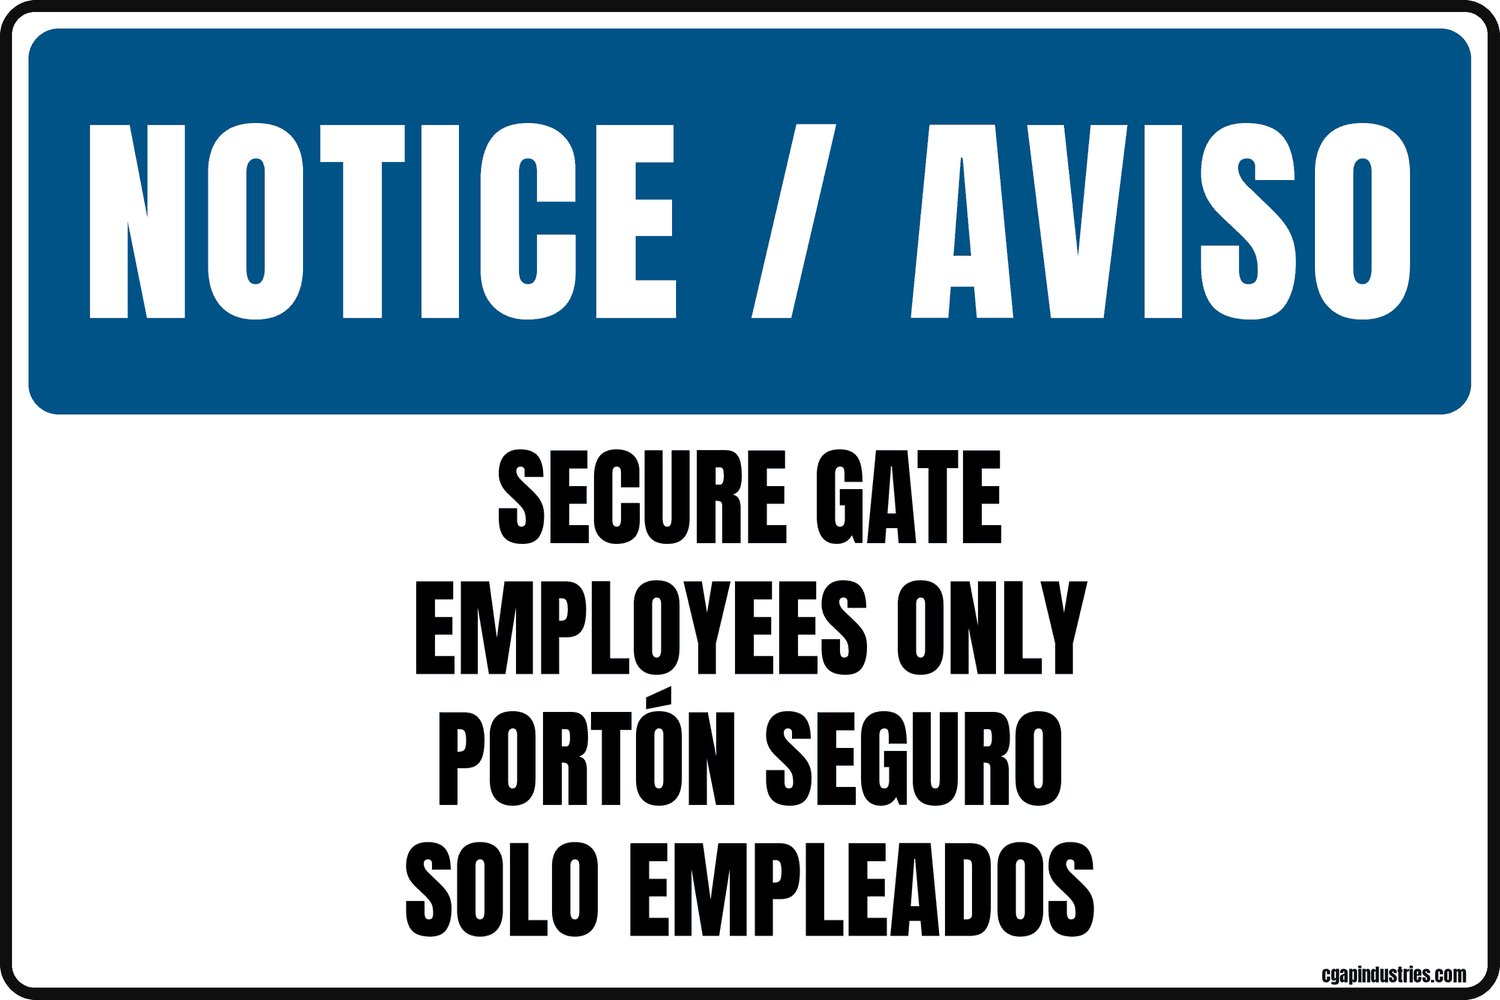 NOTICE / AVISO
SECURE GATE
EMPLOYEES ONLY
PORTÓN SEGURO
SOLO EMPLEADOS
cgapindustries.com